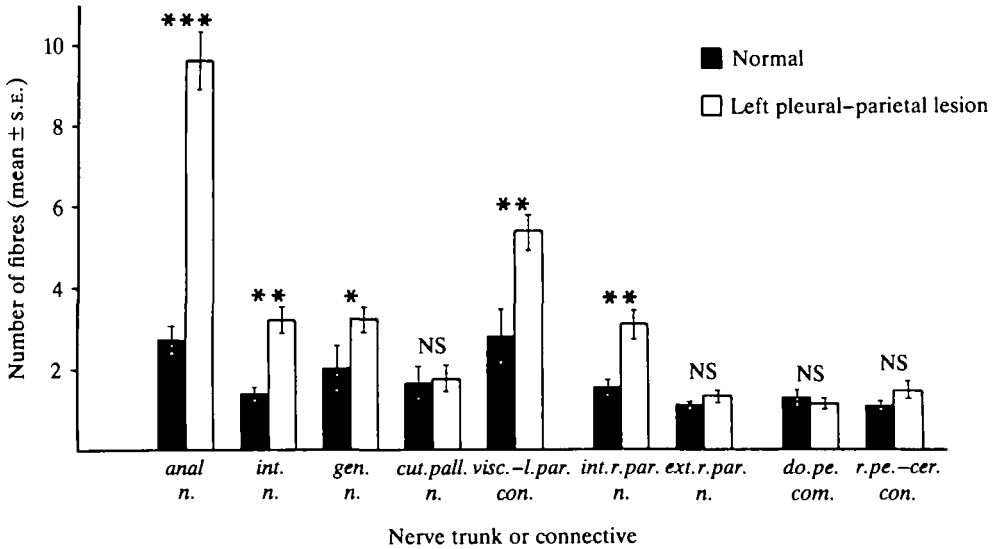 Number of fibres (mean ± S.E.)
10
8
6
4
2
***
**
*
NS
**
**
NS
NS
NS
Normal
Left pleural–parietal lesion
anal n.
int. n.
gen. n.
cut.pall. n.
visc.–l.par. con.
int.r.par. n.
ext.r.par. n.
do.pe. com.
r.pe.–cer. con.
Nerve trunk or connective